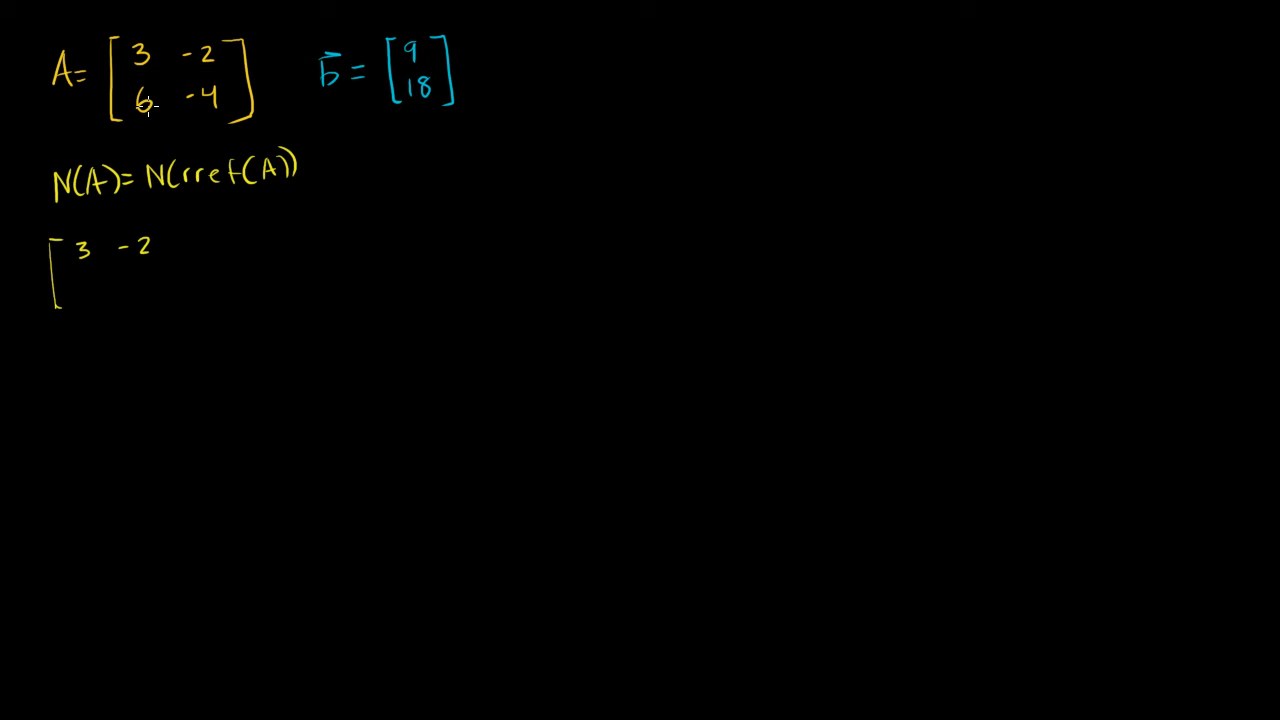 A = [ 3 -2   b⃗ = [ 9
6 -4 ]   18 ]
N(A) = N(rref(A))
[ 3 -2